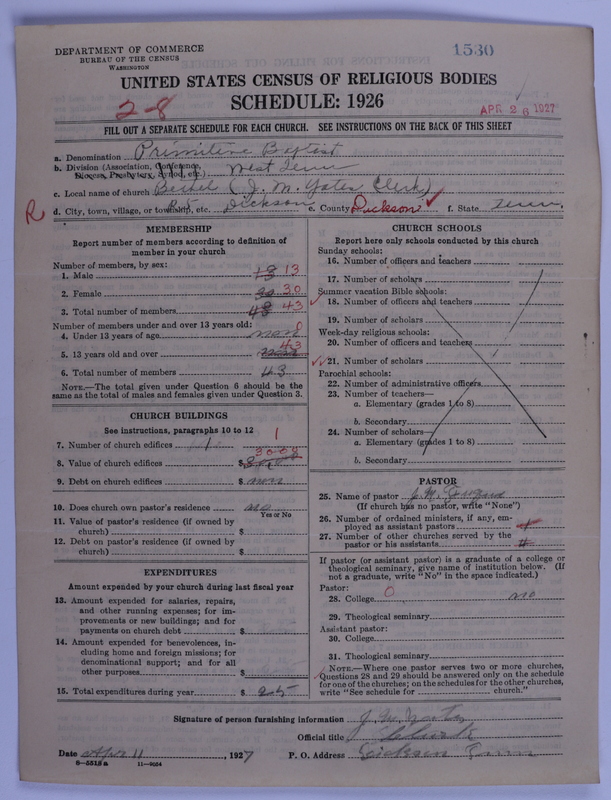 DEPARTMENT OF COMMERCE
BUREAU OF THE CENSUS
WASHINGTON
1530
UNITED STATES CENSUS OF RELIGIOUS BODIES
SCHEDULE: 1926
2-8
APR 26 1927
FILL OUT A SEPARATE SCHEDULE FOR EACH CHURCH. SEE INSTRUCTIONS ON THE BACK OF THIS SHEET
a. Denomination Primitive Baptist
b. Division (Association, Conference, Diocese, Presbytery, Synod, etc.) West Tenn
c. Local name of church Bethel (J. M. Yates Clerk)
R d. City, town, village, or township, etc. R5 Dickson e. County Dickson f. State Tenn.
MEMBERSHIP
Report number of members according to definition of
member in your church
Number of members, by sex:
1. Male 13
2. Female 30
3. Total number of members 43
Number of members under and over 13 years old:
4. Under 13 years of age none 0
5. 13 years old and over 43
6. Total number of members 43
NOTE.—The total given under Question 6 should be
same as the total of males and females given under Question 3.
CHURCH BUILDINGS
See instructions, paragraphs 10 to 12
7. Number of church edifices 1 1
8. Value of church edifices $
9. Debt on church edifices $ none
10. Does church own pastor's residence no
Yes or No
11. Value of pastor's residence (if owned by
church) $
12. Debt on pastor's residence (if owned by
church) $
EXPENDITURES
Amount expended by your church during last fiscal year
13. Amount expended for salaries, repairs,
and other running expenses; for im-
provements or new buildings; and for
payments on church debt $
14. Amount expended for benevolences, in-
cluding home and foreign missions; for
denominational support; and for all
other purposes $
15. Total expenditures during year $ 25
CHURCH SCHOOLS
Report here only schools conducted by this church
Sunday schools:
16. Number of officers and teachers
17. Number of scholars
Summer vacation Bible schools:
18. Number of officers and teachers
19. Number of scholars
Week-day religious schools:
20. Number of officers and teachers
21. Number of scholars
Parochial schools:
22. Number of administrative officers
23. Number of teachers—
a. Elementary (grades 1 to 8)
b. Secondary
24. Number of scholars—
a. Elementary (grades 1 to 8)
b. Secondary
PASTOR
25. Name of pastor
(If church has no pastor, write "None")
26. Number of ordained ministers, if any, em-
ployed as assistant pastors
27. Number of other churches served by the
pastor or his assistants
If pastor (or assistant pastor) is a graduate of a college or
theological seminary, give name of institution below. (If
not a graduate, write "No" in the space indicated.)
Pastor:
28. College 0 no
29. Theological seminary
Assistant pastor:
30. College
31. Theological seminary
NOTE.—Where one pastor serves two or more churches,
Questions 28 and 29 should be answered only on the schedule
for one of the churches; on the schedules for the other churches,
write "See schedule for church."
Signature of person furnishing information J. M. Yates
Official title Clerk
Date Apr 11, 1927 P. O. Address Dickson Tenn
8-5518a 11-9034